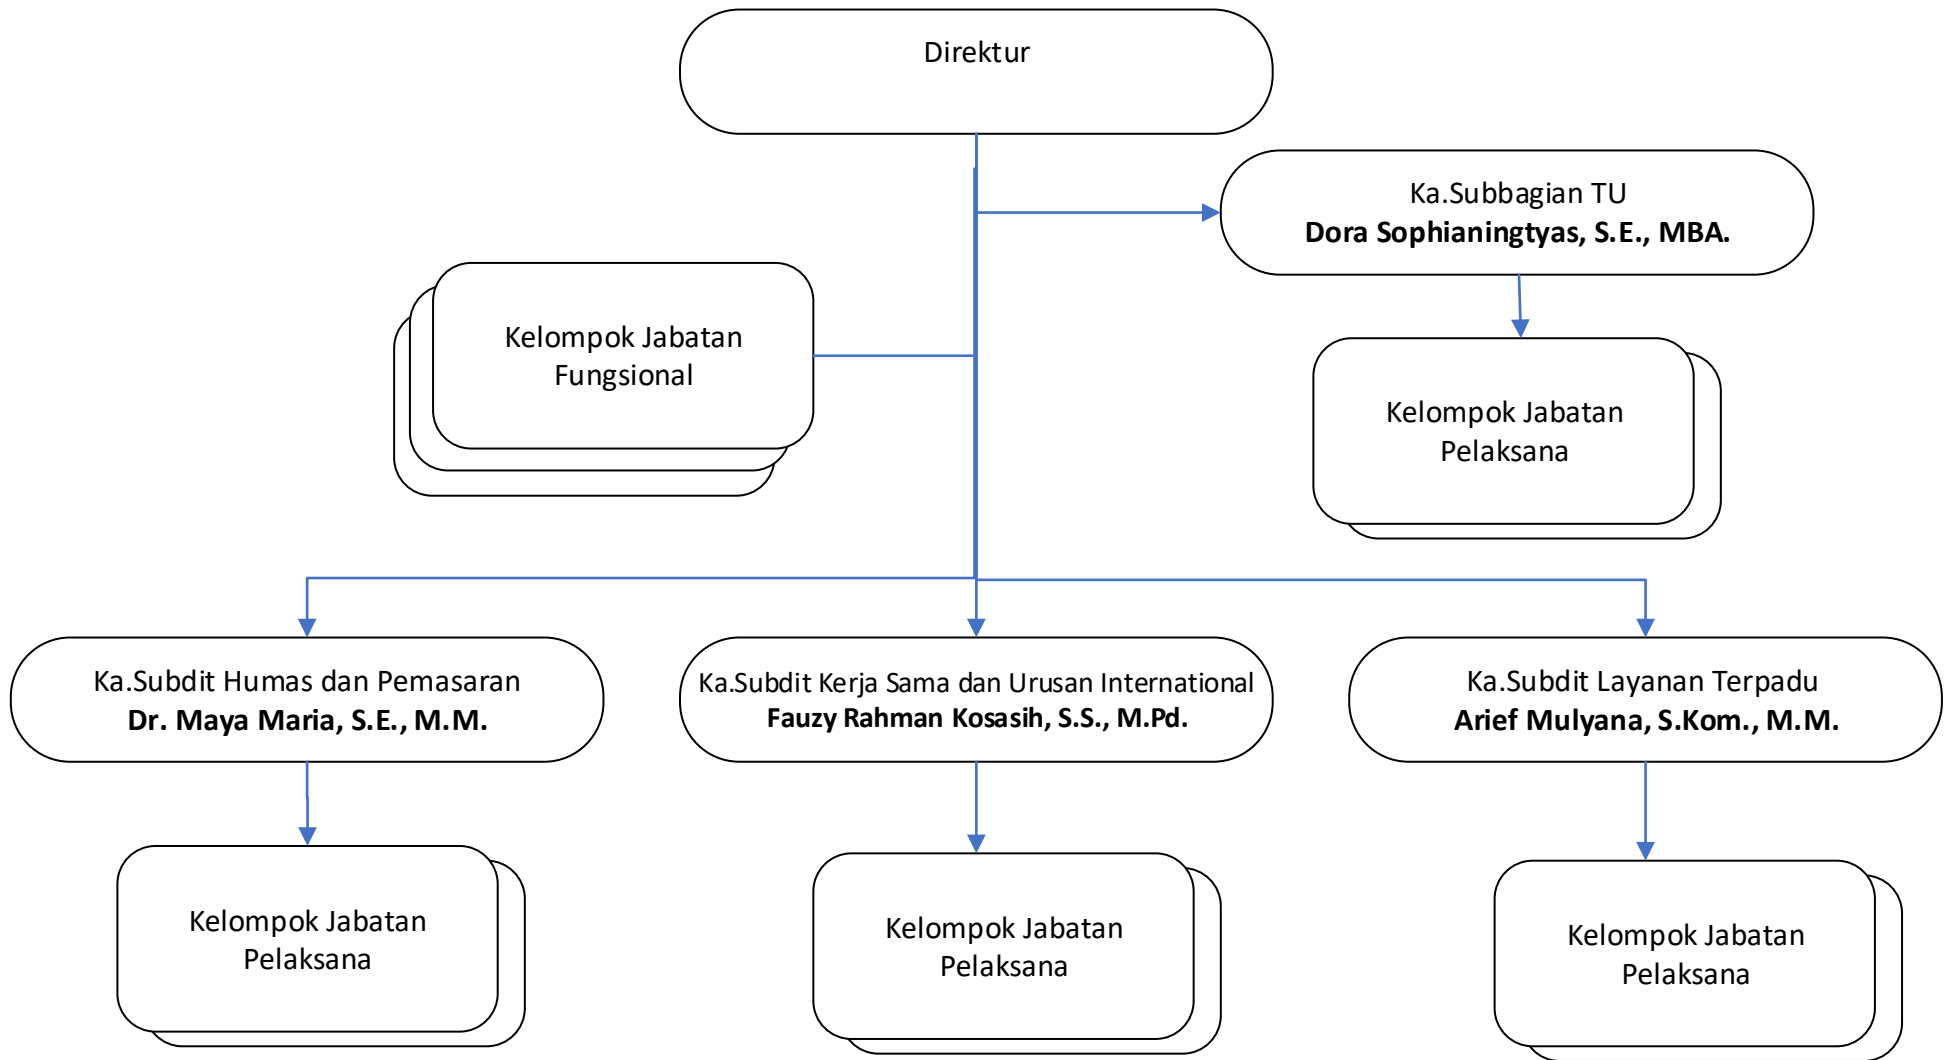 Direktur
Ka.Subbagian TU
Dora Sophianingtyas, S.E., MBA.
Kelompok Jabatan
Fungsional
Kelompok Jabatan
Pelaksana
Ka.Subdit Humas dan Pemasaran
Dr. Maya Maria, S.E., M.M.
Ka.Subdit Kerja Sama dan Urusan International
Fauzy Rahman Kosasih, S.S., M.Pd.
Ka.Subdit Layanan Terpadu
Arief Mulyana, S.Kom., M.M.
Kelompok Jabatan
Pelaksana
Kelompok Jabatan
Pelaksana
Kelompok Jabatan
Pelaksana